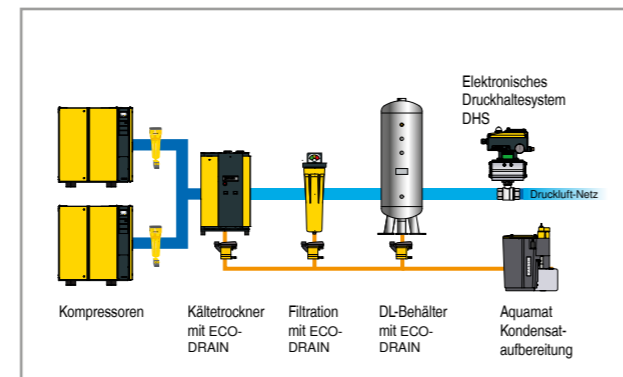 Elektronisches
Druckhaltesystem
DHS
Druckluft-Netz
Kompressoren
Kältetrockner
mit ECO-
DRAIN
Filtration
mit ECO-
DRAIN
DL-Behälter
mit ECO-
DRAIN
Aquamat
Kondensat-
aufbereitung